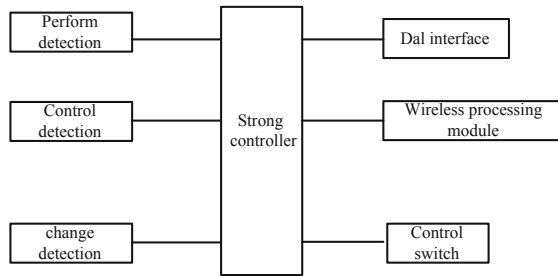 Perform
detection
Control
detection
change
detection
Strong
controller
Dal interface
Wireless processing
module
Control
switch